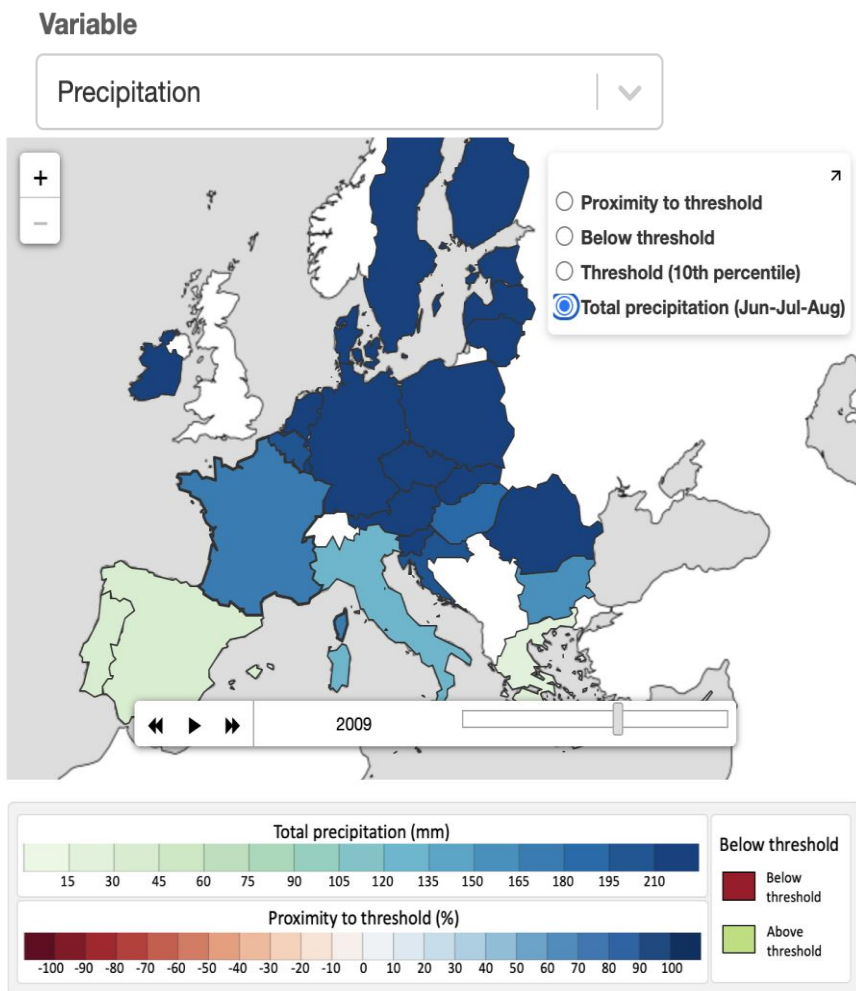 Variable
Precipitation
+
−
Proximity to threshold
Below threshold
Threshold (10th percentile)
Total precipitation (Jun-Jul-Aug)
2009
Total precipitation (mm)
15 30 45 60 75 90 105 120 135 150 165 180 195 210
Proximity to threshold (%)
-100 -90 -80 -70 -60 -50 -40 -30 -20 -10 0 10 20 30 40 50 60 70 80 90 100
Below threshold
Below
threshold
Above
threshold